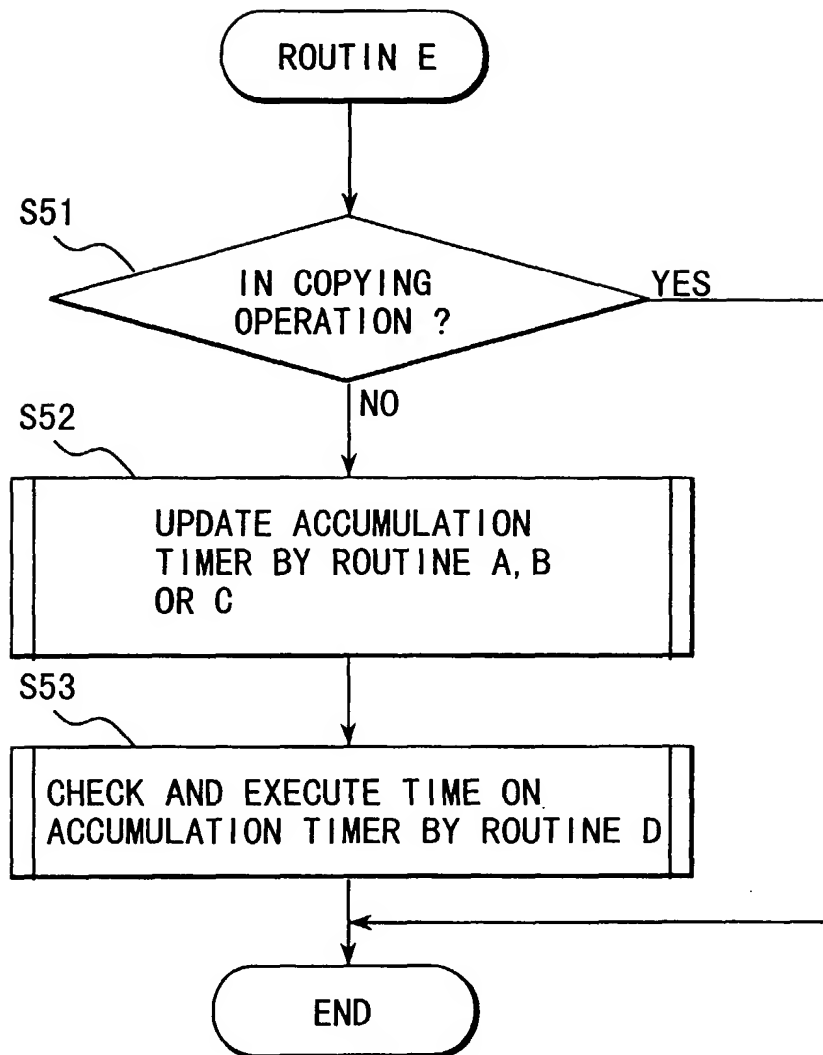 ROUTIN E
S51
IN COPYING
OPERATION ?
YES
NO
S52
UPDATE ACCUMULATION
TIMER BY ROUTINE A, B
OR C
S53
CHECK AND EXECUTE TIME ON
ACCUMULATION TIMER BY ROUTINE D
END